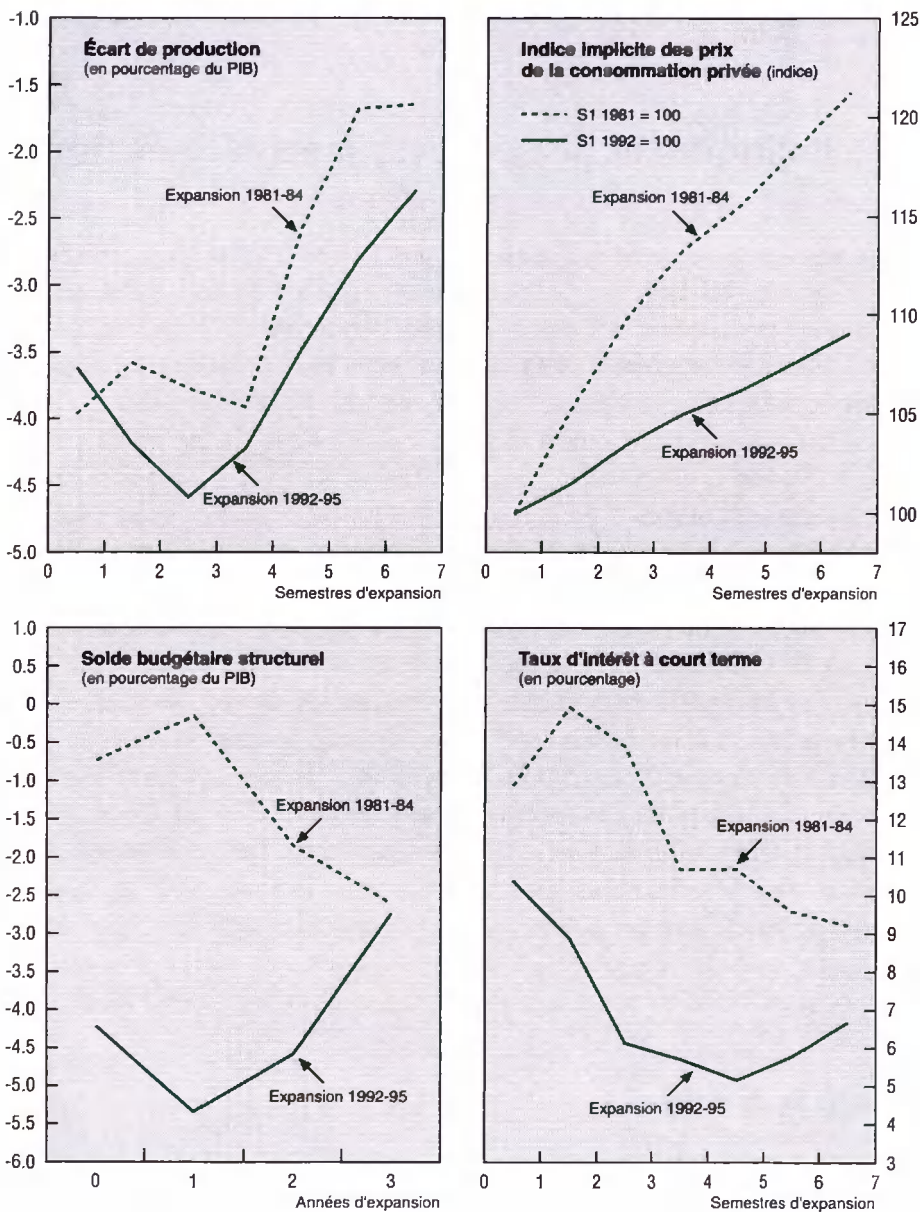 Écart de production
(en pourcentage du PIB)
-1.0
-1.5
-2.0
-2.5
-3.0
-3.5
-4.0
-4.5
-5.0
Expansion 1981-84
Expansion 1992-95
0 1 2 3 4 5 6 7
Semestres d'expansion
Indice implicite des prix
de la consommation privée (indice)
S1 1981 = 100
S1 1992 = 100
125
120
115
110
105
100
Expansion 1981-84
Expansion 1992-95
0 1 2 3 4 5 6 7
Semestres d'expansion
Solde budgétaire structurel
(en pourcentage du PIB)
1.0
0.5
0
-0.5
-1.0
-1.5
-2.0
-2.5
-3.0
-3.5
-4.0
-4.5
-5.0
-5.5
-6.0
Expansion 1981-84
Expansion 1992-95
0 1 2 3
Années d'expansion
Taux d'intérêt à court terme
(en pourcentage)
17
16
15
14
13
12
11
10
9
8
7
6
5
4
3
Expansion 1981-84
Expansion 1992-95
0 1 2 3 4 5 6 7
Semestres d'expansion